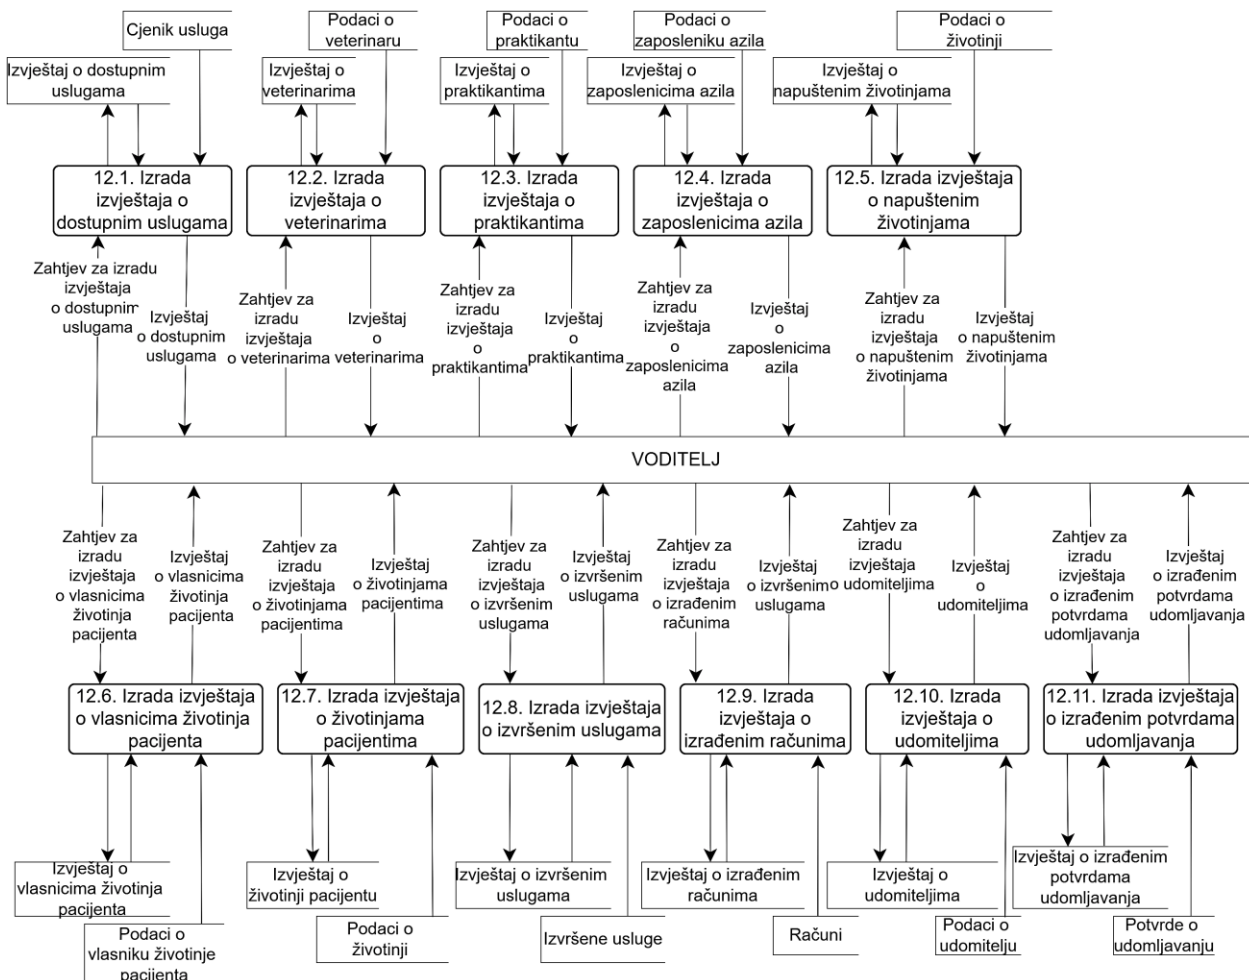 Cjenik usluga
Podaci o
veterinaru
Podaci o
praktikantu
Podaci o
zaposleniku azila
Podaci o
životinji
Izvještaj o dostupnim
uslugama
Izvještaj o
veterinarima
Izvještaj o
praktikantima
Izvještaj o
zaposlenicima azila
Izvještaj o
napuštenim životinjama
12.1. Izrada
izvještaja o
dostupnim uslugama
12.2. Izrada
izvještaja o
veterinarima
12.3. Izrada
izvještaja o
praktikantima
12.4. Izrada
izvještaja o
zaposlenicima azila
12.5. Izrada izvještaja
o napuštenim
životinjama
Zahtjev za izradu
izvještaja
o dostupnim
uslugama
Izvještaj
o dostupnim
uslugama
Zahtjev za
izradu
izvještaja
o veterinarima
Izvještaj
o
veterinarima
Zahtjev za
izradu
izvještaja
o
praktikantima
Izvještaj
o
praktikantima
Zahtjev za
izradu
izvještaja
o
zaposlenicima
azila
Izvještaj
o
zaposlenicima
azila
Zahtjev za
izradu
izvještaja
o napuštenim
životinjama
Izvještaj
o napuštenim
životinjama
VODITELJ
Zahtjev za
izradu
izvještaja
o vlasnicima
životinja
pacijenta
Izvještaj
o vlasnicima
životinja
pacijenta
Zahtjev za
izradu
izvještaja
o životinjama
pacijentima
Izvještaj
o životinjama
pacijentima
Zahtjev za
izradu
izvještaja
o izvršenim
uslugama
Izvještaj
o izvršenim
uslugama
Zahtjev za
izradu
izvještaja
o izrađenim
računima
Izvještaj
o izvršenim
uslugama
Zahtjev za
izradu
izvještaja
o udomiteljima
Izvještaj
o
udomiteljima
Zahtjev za
izradu
izvještaja
o izrađenim
potvrdama
udomljavanja
Izvještaj
o izrađenim
potvrdama
udomljavanja
12.6. Izrada izvještaja
o vlasnicima životinja
pacijenta
12.7. Izrada izvještaja
o životinjama
pacijentima
12.8. Izrada izvještaja
o izvršenim uslugama
12.9. Izrada
izvještaja o
izrađenim računima
12.10. Izrada
izvještaja o
udomiteljima
12.11. Izrada izvještaja
o izrađenim potvrdama
udomljavanja
Izvještaj o
vlasnicima životinja
pacijenta
Izvještaj o
životinji pacijentu
Izvještaj o izvršenim
uslugama
Izvještaj o izrađenim
računima
Izvještaj o
udomiteljima
Izvještaj o izrađenim
potvrdama
udomljavanja
Podaci o
vlasniku životinje
pacijenta
Podaci o
životinji
Izvršene usluge
Računi
Podaci o
udomitelju
Potvrde o
udomljavanju